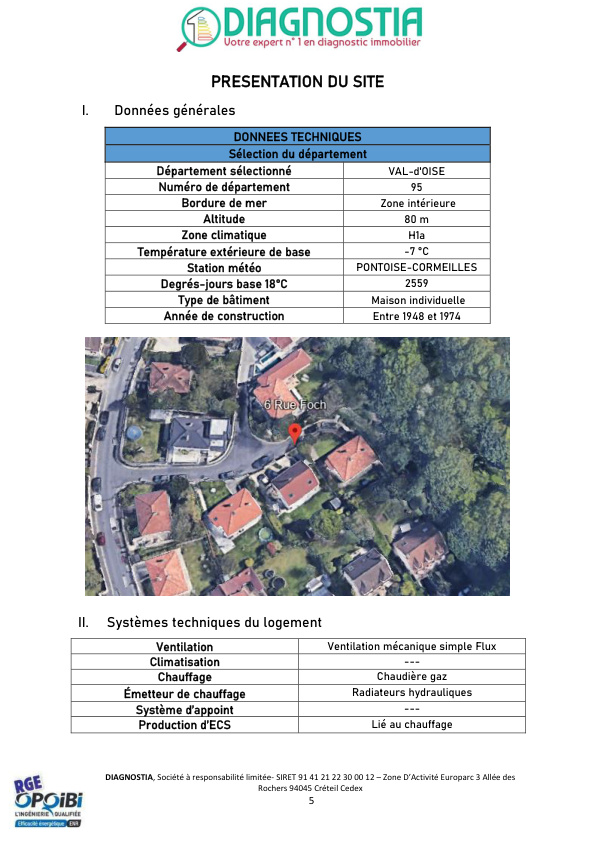 DIAGNOSTIA
Votre expert n°1 en diagnostic immobilier
PRESENTATION DU SITE
I. Données générales
DONNEES TECHNIQUES
Sélection du département
Département sélectionné VAL-d'OISE
Numéro de département 95
Bordure de mer Zone intérieure
Altitude 80 m
Zone climatique H1a
Température extérieure de base -7 °C
Station météo PONTOISE-CORMEILLES
Degrés-jours base 18°C 2559
Type de bâtiment Maison individuelle
Année de construction Entre 1948 et 1974
6 Rue Foch
II. Systèmes techniques du logement
Ventilation Ventilation mécanique simple Flux
Climatisation ---
Chauffage Chaudière gaz
Émetteur de chauffage Radiateurs hydrauliques
Système d'appoint ---
Production d'ECS Lié au chauffage
DIAGNOSTIA, Société à responsabilité limitée- SIRET 91 41 21 22 30 00 12 – Zone D'Activité Europarc 3 Allée des
Rochers 94045 Créteil Cedex
5
RGE
OPQIBI
L'INGÉNIERIE QUALIFIÉE
Efficacité énergétique ENR